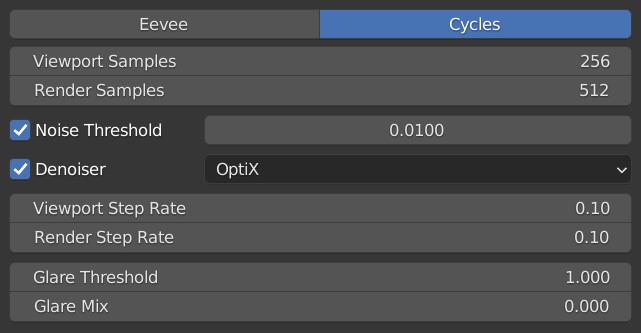 Eevee Cycles
Viewport Samples 256
Render Samples 512
Noise Threshold 0.0100
Denoiser OptiX
Viewport Step Rate 0.10
Render Step Rate 0.10
Glare Threshold 1.000
Glare Mix 0.000